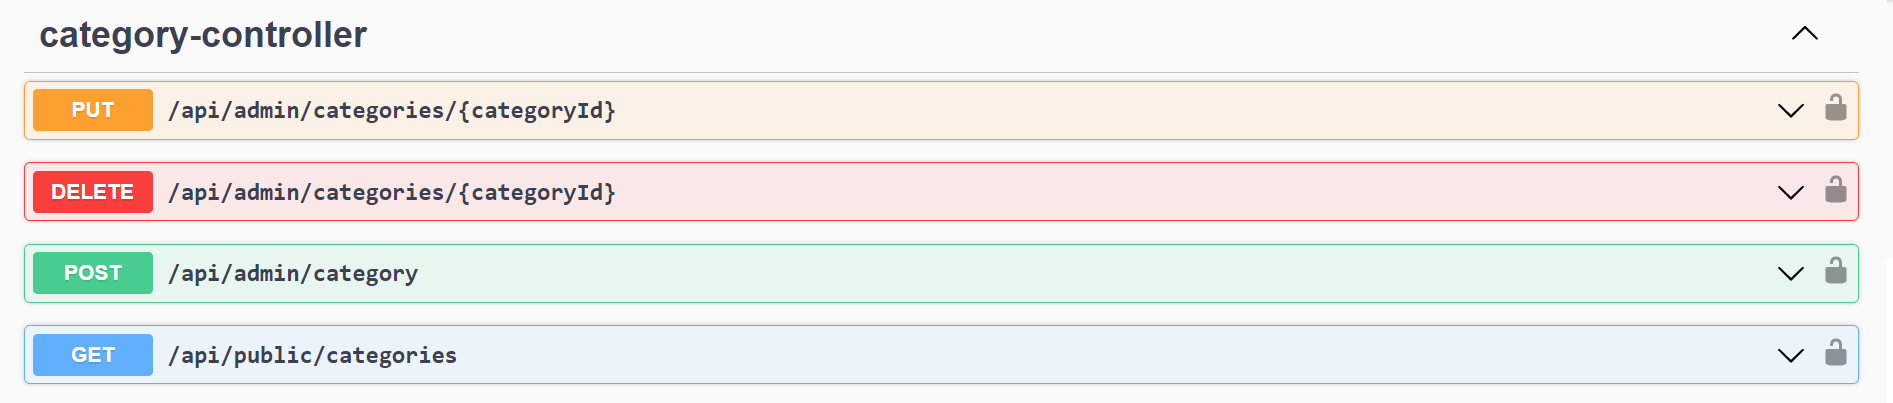 category-controller
PUT /api/admin/categories/{categoryId}
DELETE /api/admin/categories/{categoryId}
POST /api/admin/category
GET /api/public/categories